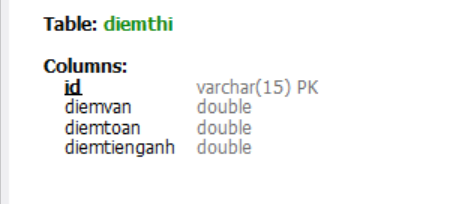 Table: diemthi
Columns:
id varchar(15) PK
diemvan double
diemtoan double
diemtienganh double